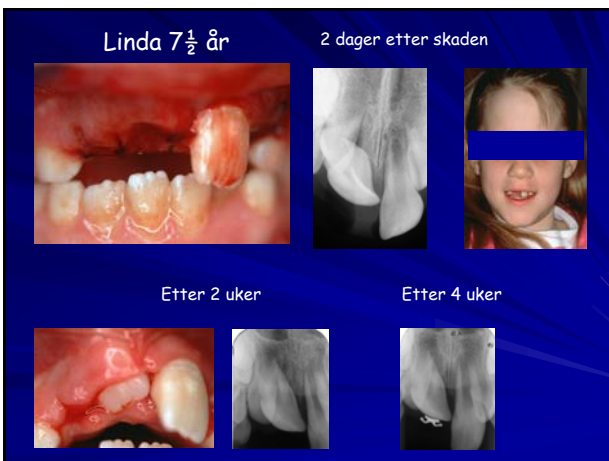 Linda 7½ år
2 dager etter skaden
Etter 2 uker
Etter 4 uker